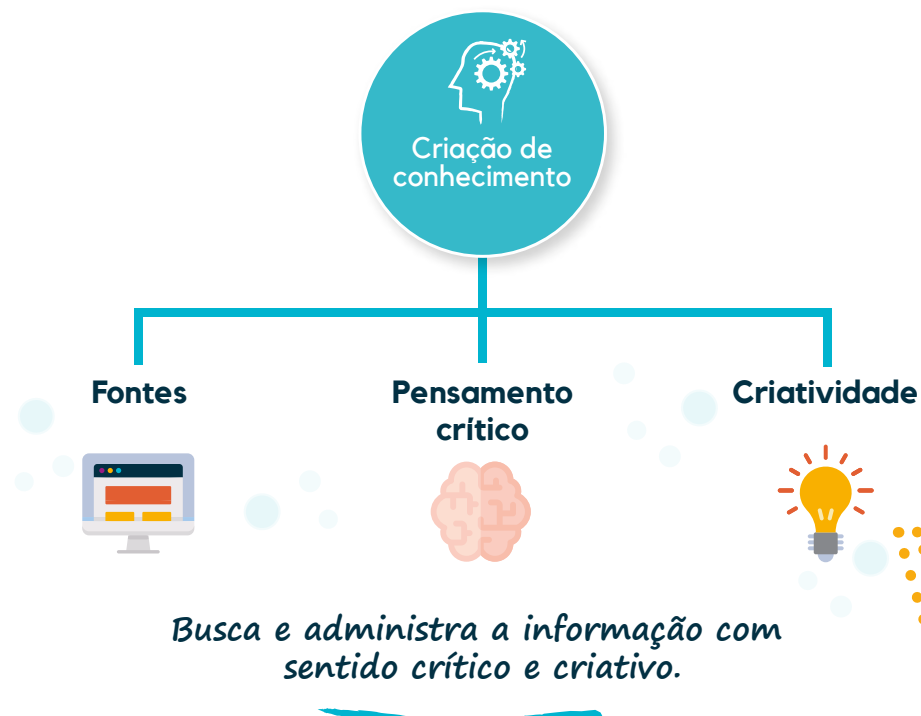 Criação de
conhecimento
Fontes
Pensamento
crítico
Criatividade
Busca e administra a informação com
sentido crítico e criativo.